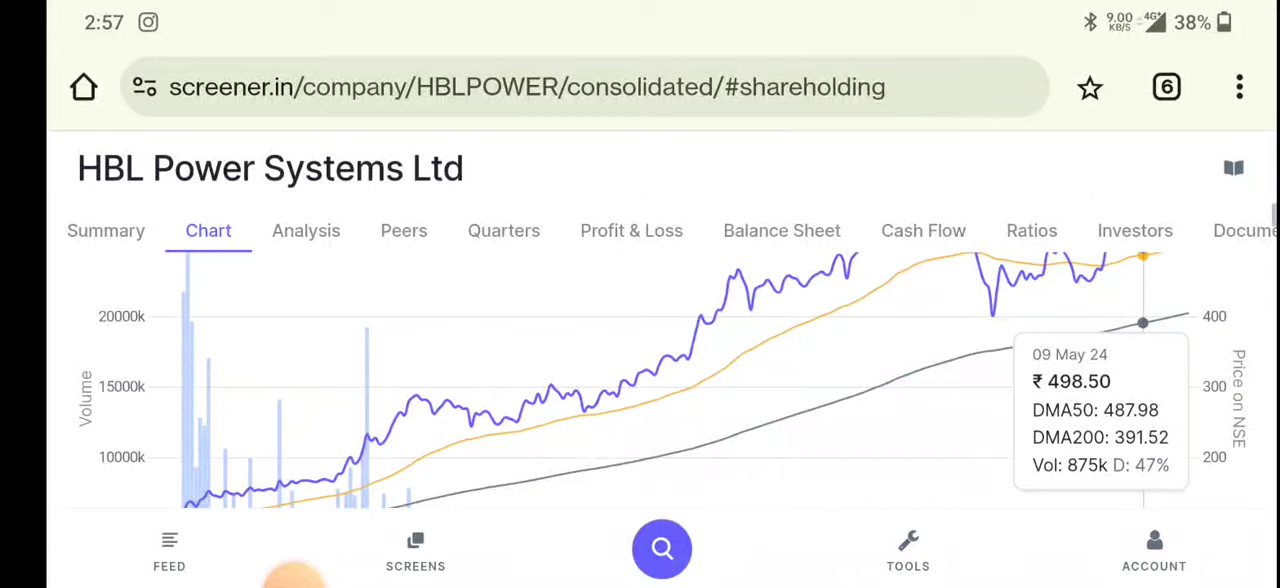 2:57
9.00 KB/S 4G+ 38%
screener.in/company/HBLPOWER/consolidated/#shareholding
6
HBL Power Systems Ltd
Summary Chart Analysis Peers Quarters Profit & Loss Balance Sheet Cash Flow Ratios Investors Docume
20000k
15000k
10000k
Volume
400
300
200
Price on NSE
09 May 24
₹ 498.50
DMA50: 487.98
DMA200: 391.52
Vol: 875k D: 47%
FEED SCREENS TOOLS ACCOUNT